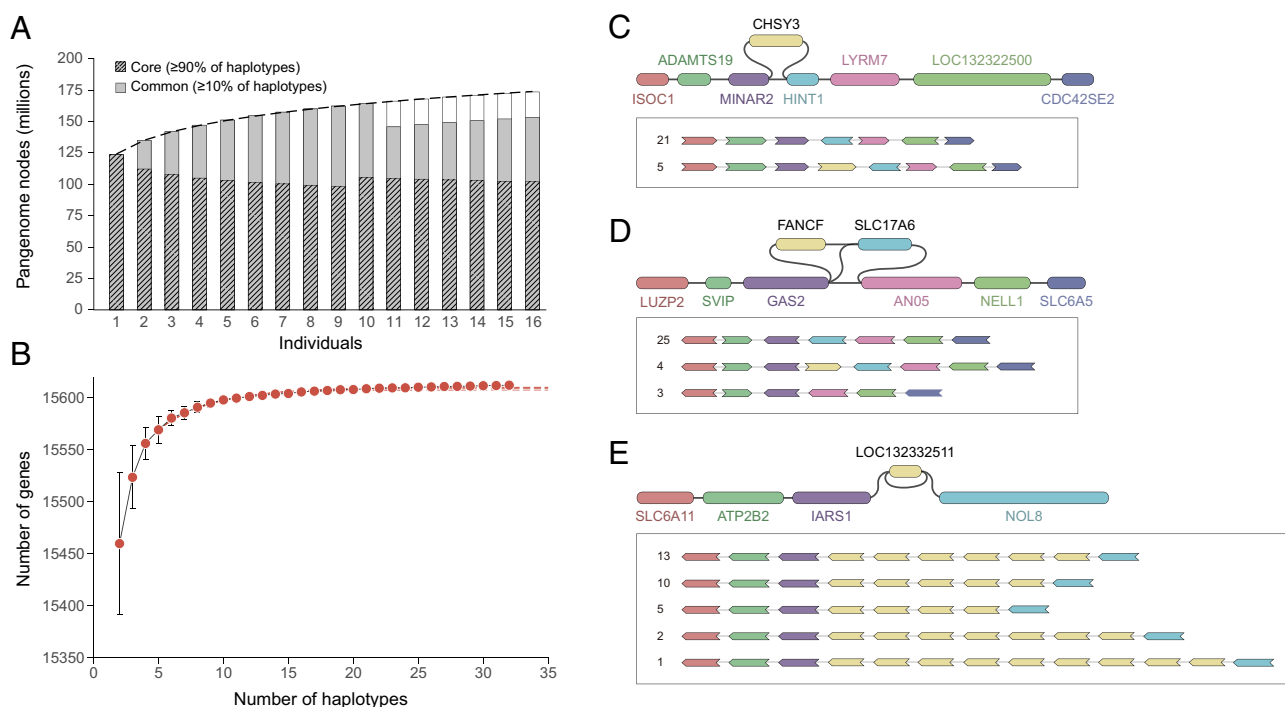 A
Pangenome nodes (millions)
200
175
150
125
100
75
50
25
0
Core (≥90% of haplotypes)
Common (≥10% of haplotypes)
1 2 3 4 5 6 7 8 9 10 11 12 13 14 15 16
Individuals
B
Number of genes
15600
15550
15500
15450
15400
15350
0 5 10 15 20 25 30 35
Number of haplotypes
C
CHSY3
ADAMTS19 LYRM7 LOC132322500
ISOC1 MINAR2 HINT1 CDC42SE2
21
5
D
FANCF SLC17A6
LUZP2 SVIP GAS2 AN05 NELL1 SLC6A5
25
4
3
E
LOC132332511
SLC6A11 ATP2B2 IARS1 NOL8
13
10
5
2
1